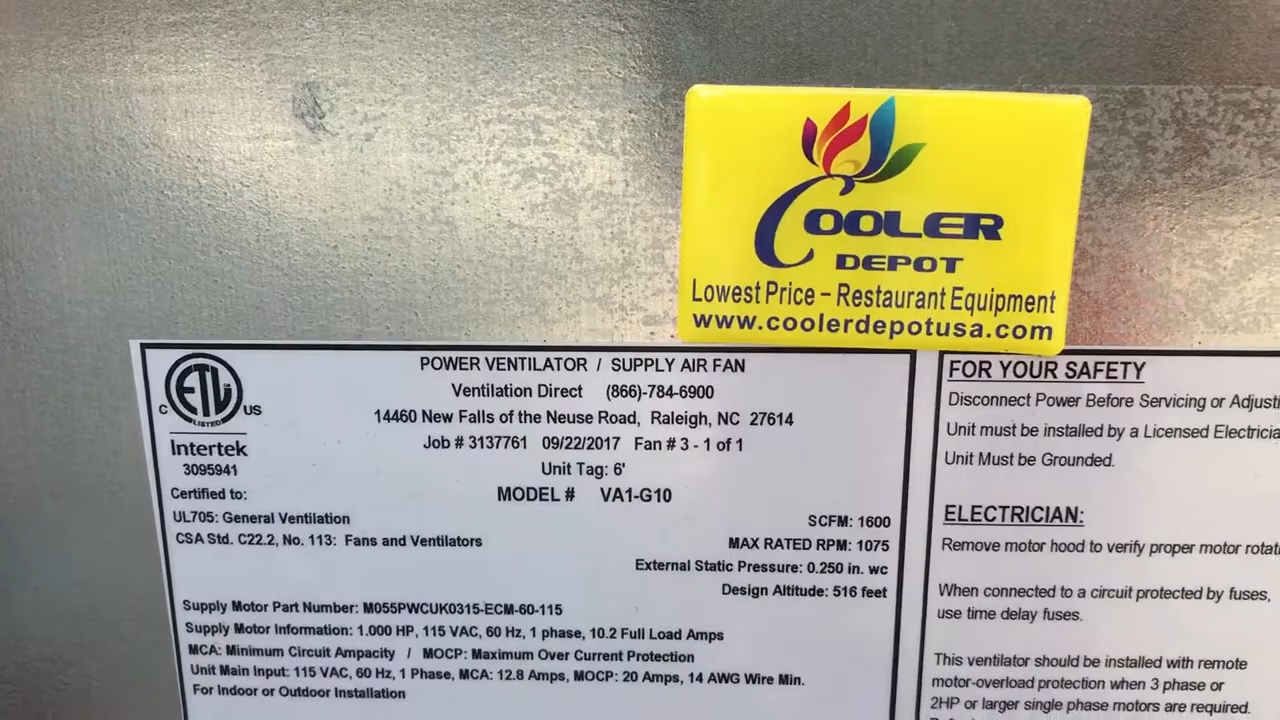 COOLER
DEPOT
Lowest Price – Restaurant Equipment
www.coolerdepotusa.com
ETL
CM
LISTED
C US
Intertek
3095941
Certified to:
UL705: General Ventilation
CSA Std. C22.2, No. 113: Fans and Ventilators
POWER VENTILATOR / SUPPLY AIR FAN
Ventilation Direct (866)-784-6900
14460 New Falls of the Neuse Road, Raleigh, NC 27614
Job # 3137761 09/22/2017 Fan # 3 - 1 of 1
Unit Tag: 6'
MODEL # VA1-G10
SCFM: 1600
MAX RATED RPM: 1075
External Static Pressure: 0.250 in. wc
Design Altitude: 516 feet
Supply Motor Part Number: M055PWCUK0315-ECM-60-115
Supply Motor Information: 1.000 HP, 115 VAC, 60 Hz, 1 phase, 10.2 Full Load Amps
MCA: Minimum Circuit Ampacity / MOCP: Maximum Over Current Protection
Unit Main Input: 115 VAC, 60 Hz, 1 Phase, MCA: 12.8 Amps, MOCP: 20 Amps, 14 AWG Wire Min.
For Indoor or Outdoor Installation
FOR YOUR SAFETY
Disconnect Power Before Servicing or Adjusti
Unit must be installed by a Licensed Electricia
Unit Must be Grounded.
ELECTRICIAN:
Remove motor hood to verify proper motor rotat
When connected to a circuit protected by fuses,
use time delay fuses.
This ventilator should be installed with remote
motor-overload protection when 3 phase or
2HP or larger single phase motors are required.